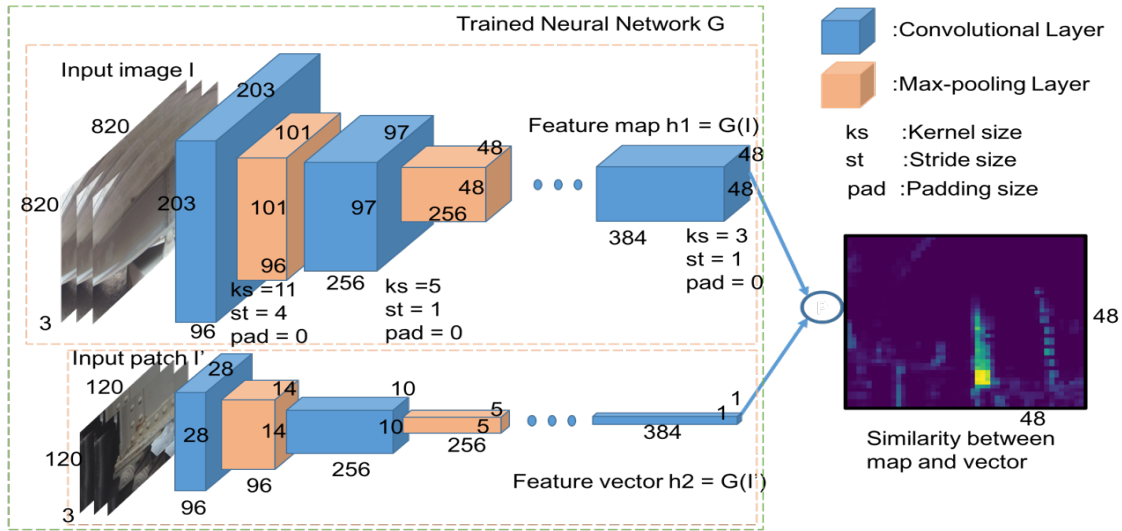 Trained Neural Network G
Input image I
820
820
3
203
203
96
101
101
96
ks =11
st = 4
pad = 0
97
97
256
ks =5
st = 1
pad = 0
48
48
256
Feature map h1 = G(I)
48
48
384
ks = 3
st = 1
pad = 0
Input patch I’
120
120
3
28
28
96
14
14
96
10
10
256
5
5
256
1
1
384
Feature vector h2 = G(I')
:Convolutional Layer
:Max-pooling Layer
ks :Kernel size
st :Stride size
pad :Padding size
48
48
Similarity between
map and vector